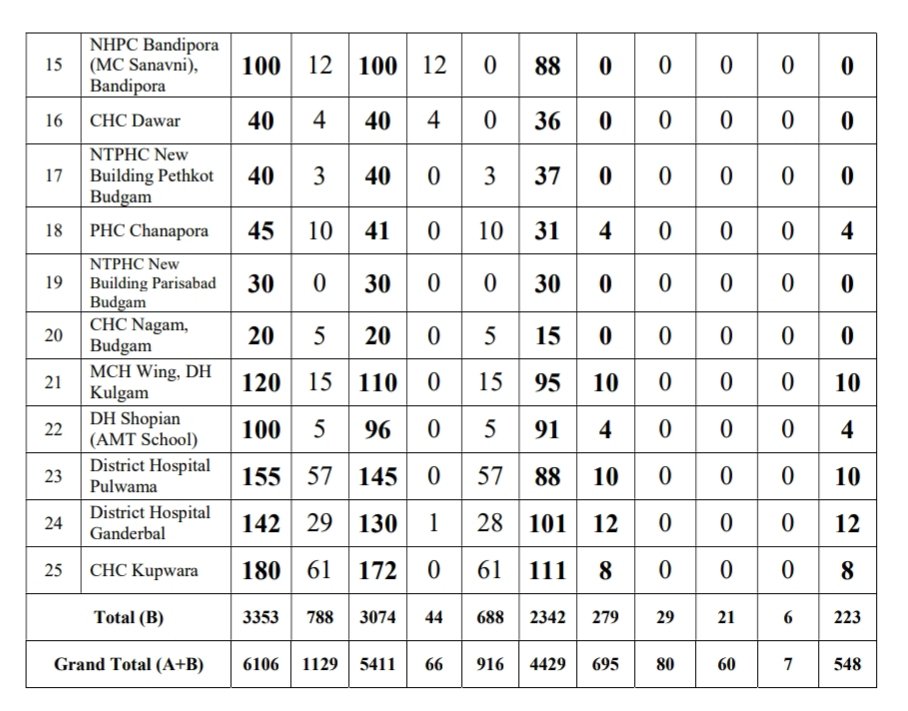 15 NHPC Bandipora (MC Sanavni), Bandipora 100 12 100 12 0 88 0 0 0 0 0
16 CHC Dawar 40 4 40 4 0 36 0 0 0 0 0
17 NTPHC New Building Pethkot Budgam 40 3 40 0 3 37 0 0 0 0 0
18 PHC Chanapora 45 10 41 0 10 31 4 0 0 0 4
19 NTPHC New Building Parisabad Budgam 30 0 30 0 0 30 0 0 0 0 0
20 CHC Nagam, Budgam 20 5 20 0 5 15 0 0 0 0 0
21 MCH Wing, DH Kulgam 120 15 110 0 15 95 10 0 0 0 10
22 DH Shopian (AMT School) 100 5 96 0 5 91 4 0 0 0 4
23 District Hospital Pulwama 155 57 145 0 57 88 10 0 0 0 10
24 District Hospital Ganderbal 142 29 130 1 28 101 12 0 0 0 12
25 CHC Kupwara 180 61 172 0 61 111 8 0 0 0 8
Total (B) 3353 788 3074 44 688 2342 279 29 21 6 223
Grand Total (A+B) 6106 1129 5411 66 916 4429 695 80 60 7 548